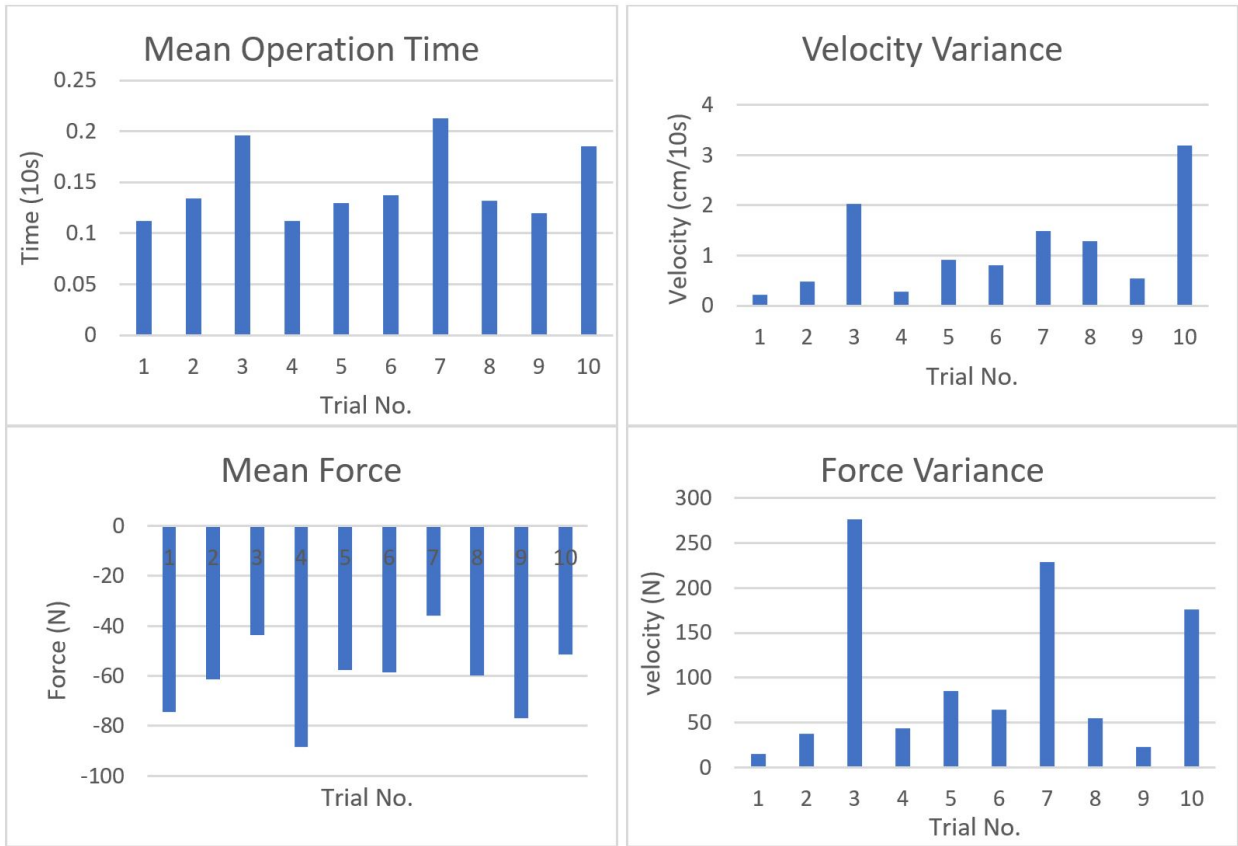 Mean Operation Time
Time (10s)
0.25
0.2
0.15
0.1
0.05
0
1 2 3 4 5 6 7 8 9 10
Trial No.
Velocity Variance
Velocity (cm/10s)
4
3
2
1
0
1 2 3 4 5 6 7 8 9 10
Trial No.
Mean Force
Force (N)
0
-20
-40
-60
-80
-100
1 2 3 4 5 6 7 8 9 10
Trial No.
Force Variance
velocity (N)
300
250
200
150
100
50
0
1 2 3 4 5 6 7 8 9 10
Trial No.